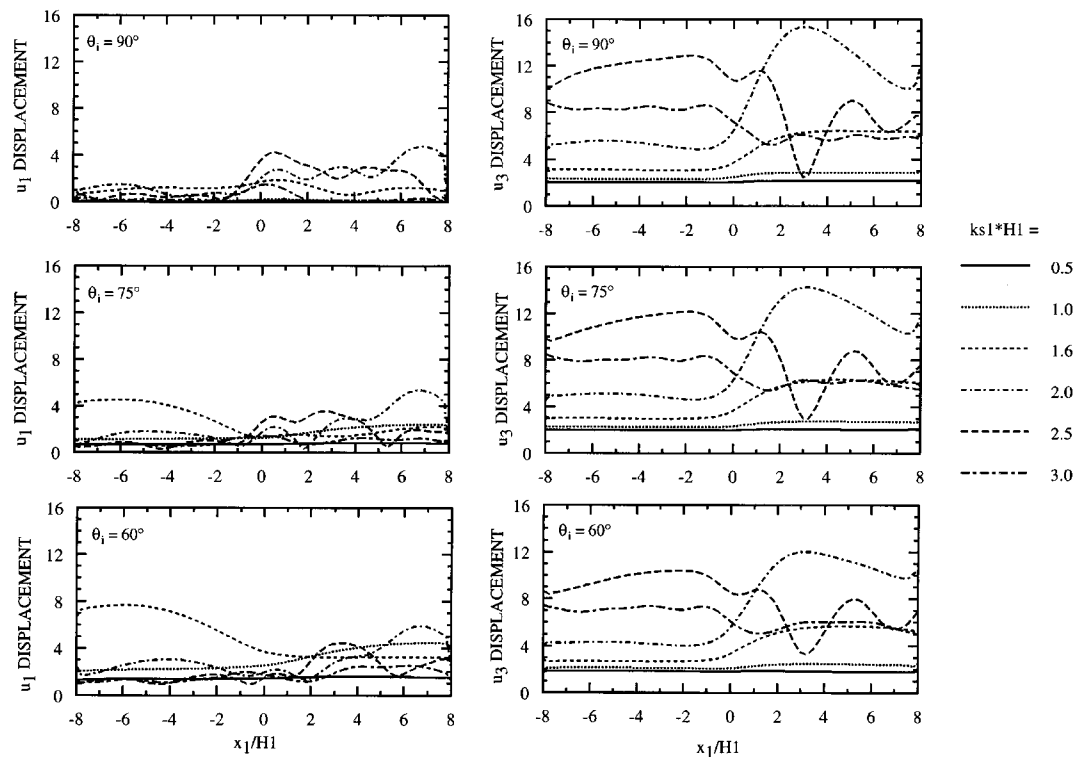 16
12
8
4
0
u1 DISPLACEMENT
θi = 90°
-8 -6 -4 -2 0 2 4 6 8
16
12
8
4
0
u3 DISPLACEMENT
θi = 90°
-8 -6 -4 -2 0 2 4 6 8
16
12
8
4
0
u1 DISPLACEMENT
θi = 75°
-8 -6 -4 -2 0 2 4 6 8
16
12
8
4
0
u3 DISPLACEMENT
θi = 75°
-8 -6 -4 -2 0 2 4 6 8
16
12
8
4
0
u1 DISPLACEMENT
θi = 60°
-8 -6 -4 -2 0 2 4 6 8
x1/H1
16
12
8
4
0
u3 DISPLACEMENT
θi = 60°
-8 -6 -4 -2 0 2 4 6 8
x1/H1
ks1*H1 =
0.5
1.0
1.6
2.0
2.5
3.0